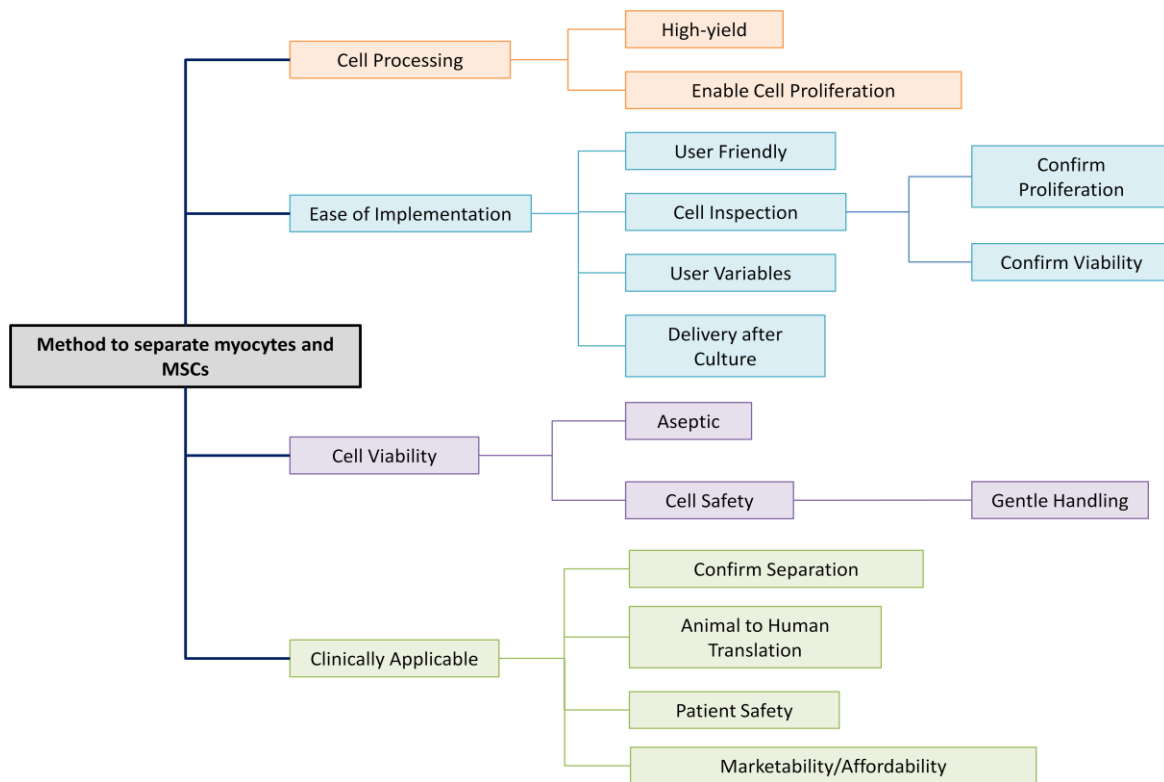 Method to separate myocytes and
MSCs
Cell Processing
High-yield
Enable Cell Proliferation
Ease of Implementation
User Friendly
Cell Inspection
Confirm
Proliferation
Confirm Viability
User Variables
Delivery after
Culture
Cell Viability
Aseptic
Cell Safety
Gentle Handling
Clinically Applicable
Confirm Separation
Animal to Human
Translation
Patient Safety
Marketability/Affordability